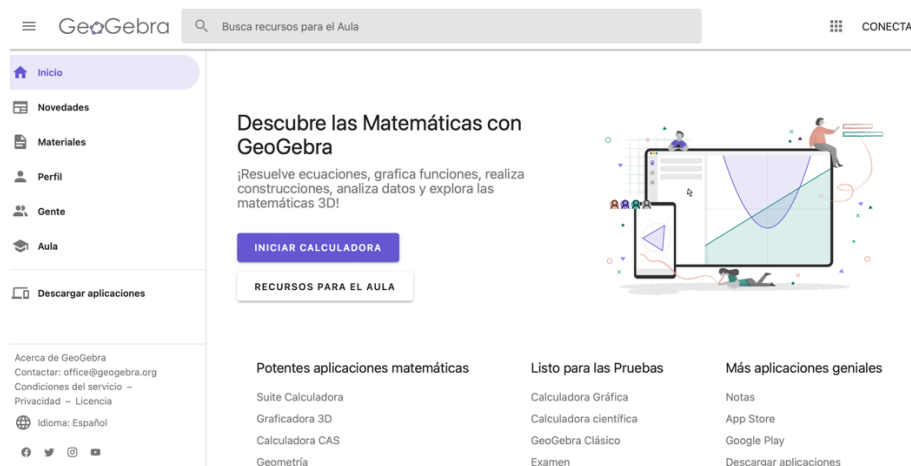 GeoGebra
Busca recursos para el Aula
CONECTA
Inicio
Novedades
Materiales
Perfil
Gente
Aula
Descargar aplicaciones
Acerca de GeoGebra
Contactar: office@geogebra.org
Condiciones del servicio –
Privacidad – Licencia
Idioma: Español
Descubre las Matemáticas con
GeoGebra
¡Resuelve ecuaciones, grafica funciones, realiza
construcciones, analiza datos y explora las
matemáticas 3D!
INICIAR CALCULADORA
RECURSOS PARA EL AULA
Potentes aplicaciones matemáticas
Suite Calculadora
Graficadora 3D
Calculadora CAS
Geometría
Listo para las Pruebas
Calculadora Gráfica
Calculadora científica
GeoGebra Clásico
Examen
Más aplicaciones geniales
Notas
App Store
Google Play
Descargar aplicaciones